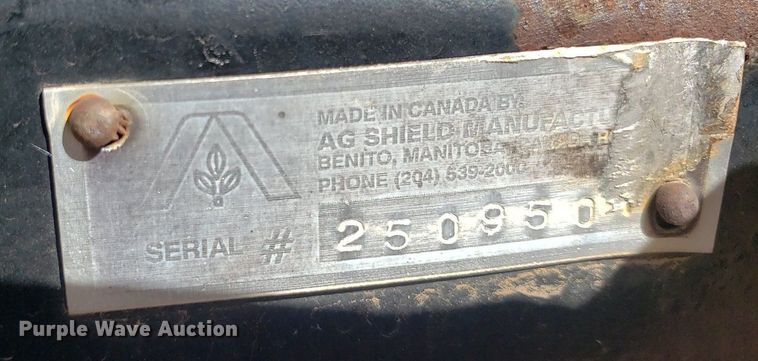 MADE IN CANADA BY:
AG SHIELD MANUFACTU
BENITO, MANITOBA
PHONE (204) 539-2000
SERIAL # 250950
Purple Wave Auction